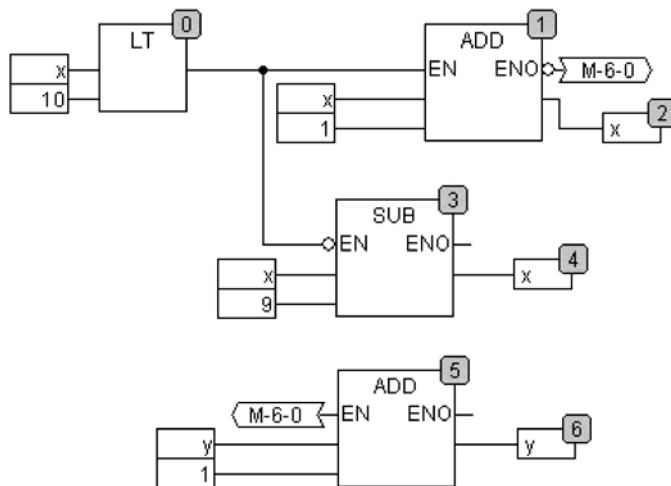 0
LT
x
10
1
ADD
EN ENO M-6-0
x
1
2
x
3
SUB
EN ENO
x
9
4
x
5
ADD
M-6-0 EN ENO
y
1
6
y